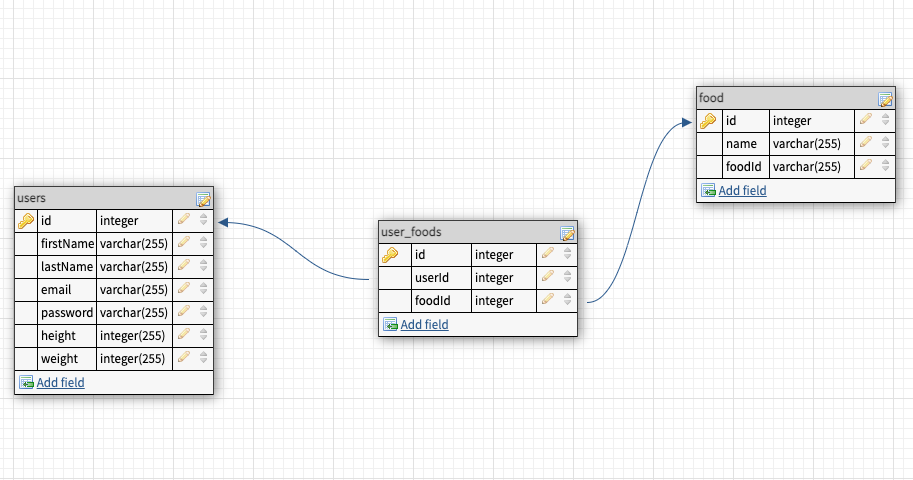 food
id integer
name varchar(255)
foodId varchar(255)
Add field
users
id integer
firstName varchar(255)
lastName varchar(255)
email varchar(255)
password varchar(255)
height integer(255)
weight integer(255)
Add field
user_foods
id integer
userId integer
foodId integer
Add field